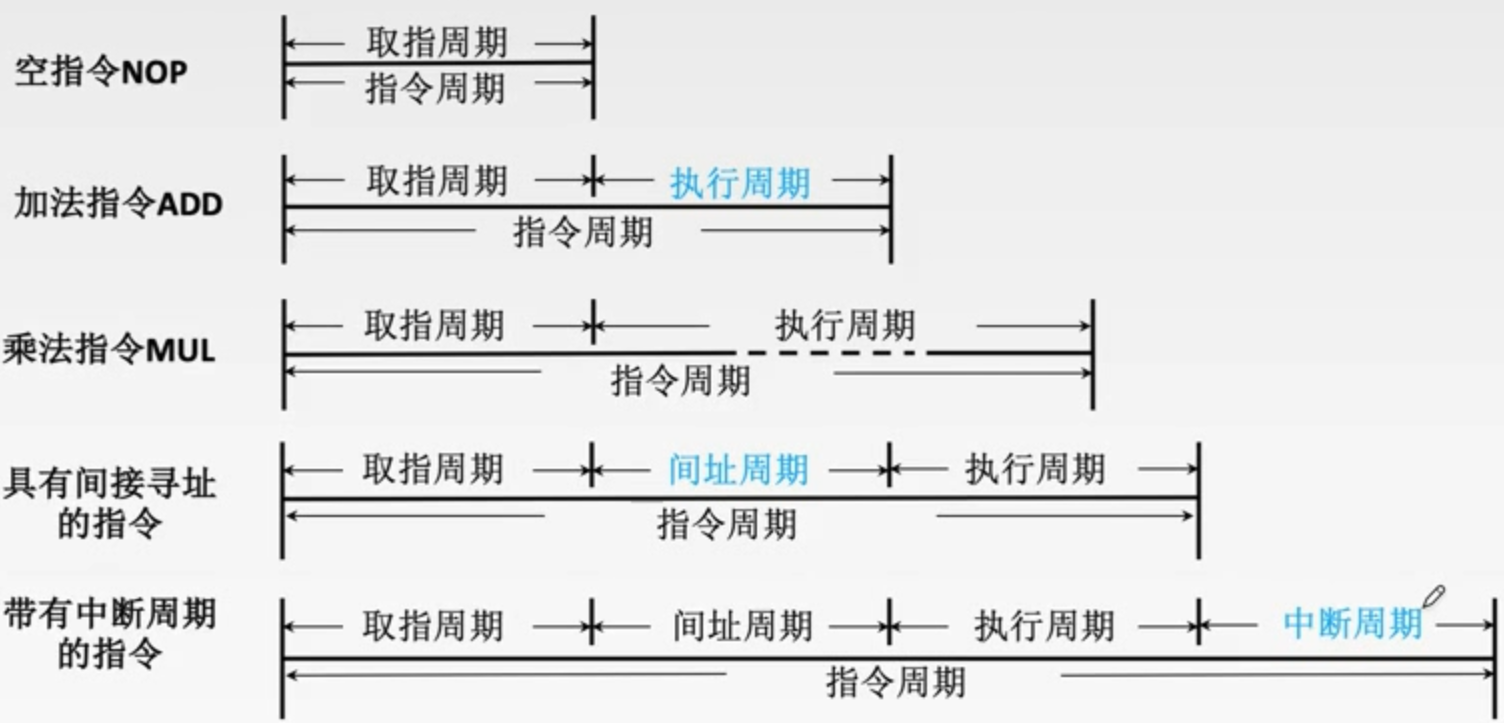 取指周期
空指令NOP
指令周期
取指周期 执行周期
加法指令ADD
指令周期
取指周期 执行周期
乘法指令MUL
指令周期
取指周期 间址周期 执行周期
具有间接寻址
的指令
指令周期
带有中断周期
的指令
取指周期 间址周期 执行周期 中断周期
指令周期